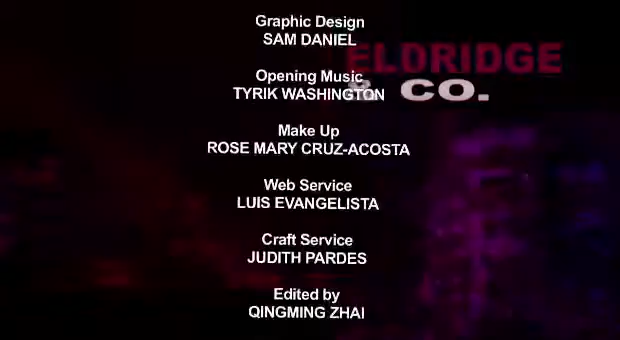 Graphic Design
SAM DANIEL
ELDRIDGE
& CO.
Opening Music
TYRIK WASHINGTON
Make Up
ROSE MARY CRUZ-ACOSTA
Web Service
LUIS EVANGELISTA
Craft Service
JUDITH PARDES
Edited by
QINGMING ZHAI